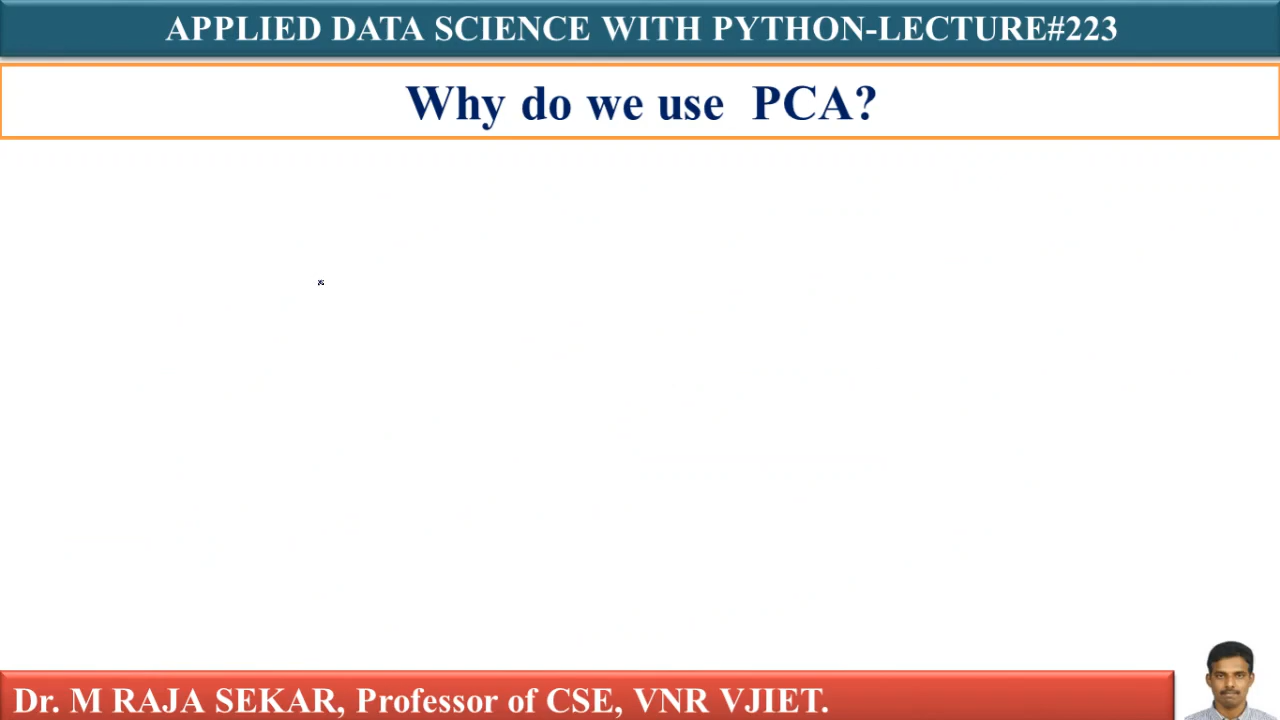 APPLIED DATA SCIENCE WITH PYTHON-LECTURE#223
Why do we use PCA?
Dr. M RAJA SEKAR, Professor of CSE, VNR VJIET.